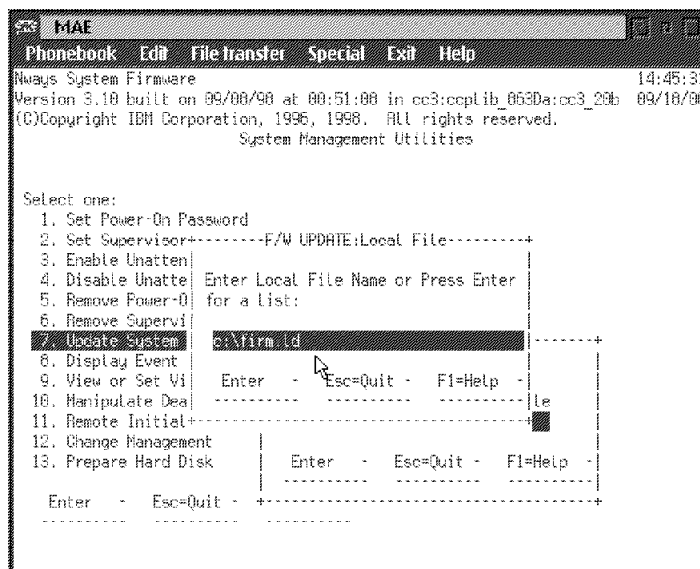 MAE
Phonebook Edit File transfer Special Exit Help
Nways System Firmware 14:45:3
Version 3.10 built on 09/08/98 at 00:51:08 in cc3:ccplib_063Da:cc3_20b 09/10/0
(C)Copyright IBM Corporation, 1996, 1998. All rights reserved.
System Management Utilities
Select one:
1. Set Power-On Password
2. Set Supervisor+--------F/W UPDATE:Local File---------+
3. Enable Unatten|
4. Disable Unatte| Enter Local File Name or Press Enter |
5. Remove Power-O| for a list:
6. Remove Supervi|
7. Update System c:\firm.ld
8. Display Event
9. View or Set Vi| Enter - Esc=Quit - F1=Help -|
10. Manipulate Dea| le
11. Remote Initial+
12. Change Management
13. Prepare Hard Disk | Enter - Esc=Quit - F1=Help -|
Enter - Esc=Quit -